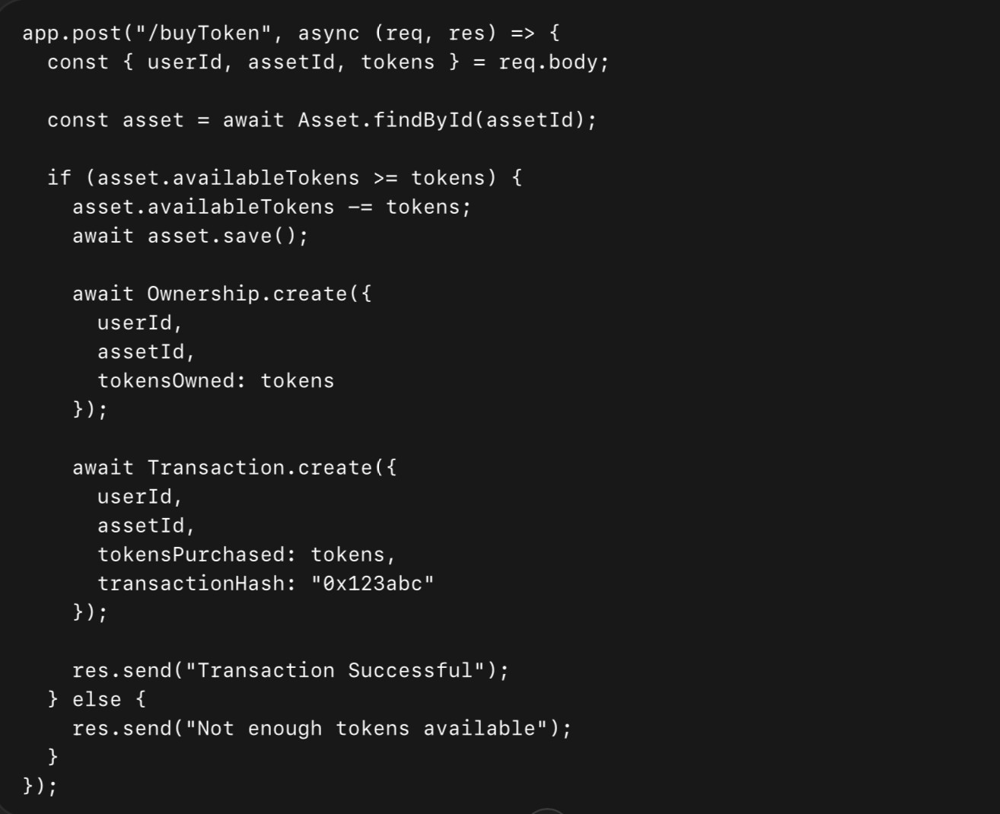 app.post("/buyToken", async (req, res) => {
  const { userId, assetId, tokens } = req.body;

  const asset = await Asset.findById(assetId);

  if (asset.availableTokens >= tokens) {
    asset.availableTokens -= tokens;
    await asset.save();

    await Ownership.create({
      userId,
      assetId,
      tokensOwned: tokens
    });

    await Transaction.create({
      userId,
      assetId,
      tokensPurchased: tokens,
      transactionHash: "0x123abc"
    });

    res.send("Transaction Successful");
  } else {
    res.send("Not enough tokens available");
  }
});